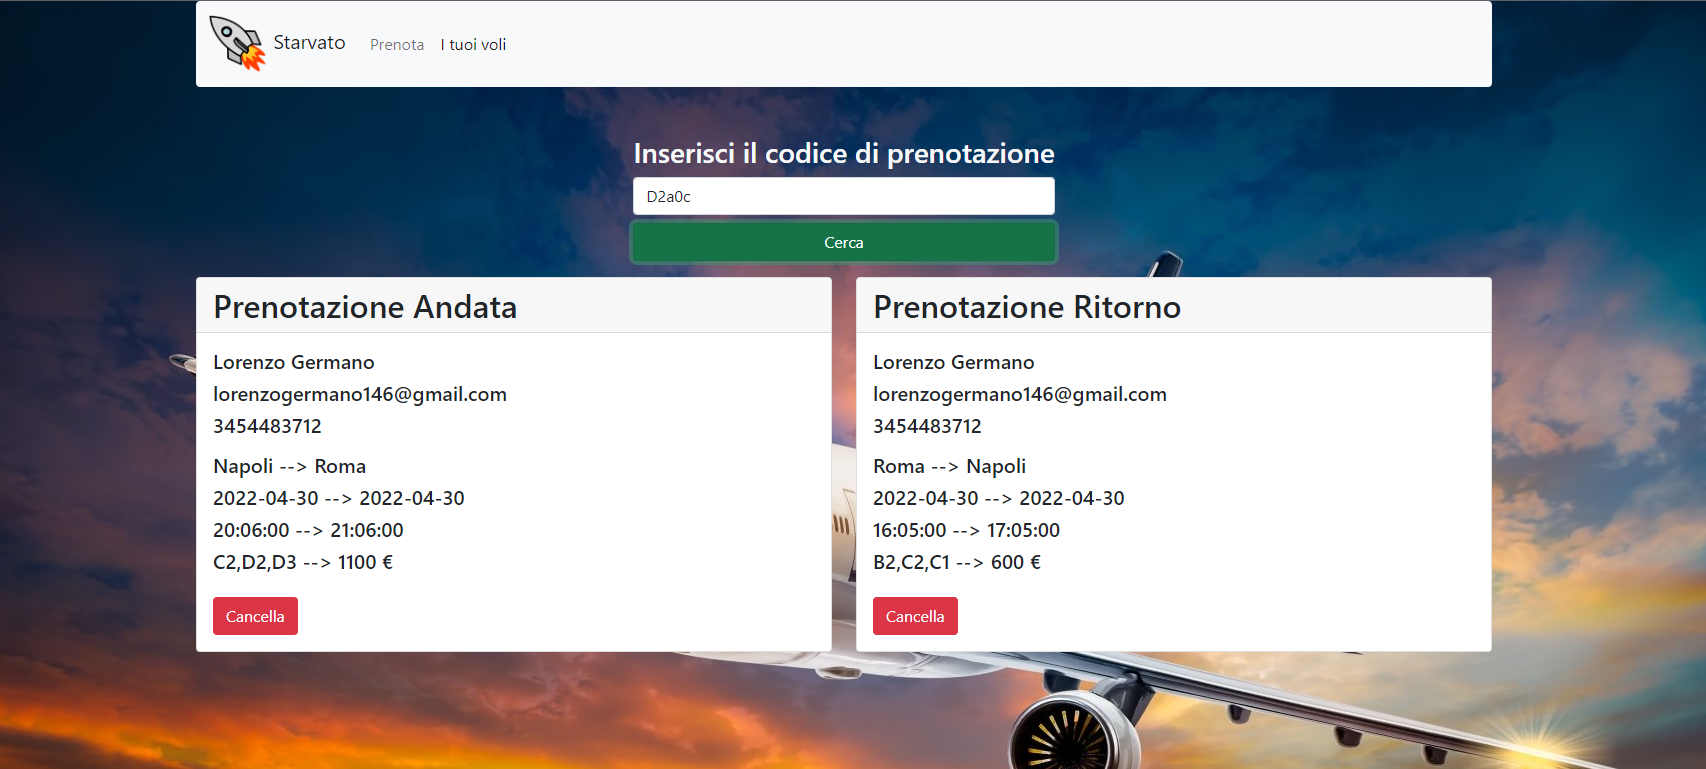 Starvato Prenota I tuoi voli
Inserisci il codice di prenotazione
D2a0c
Cerca
Prenotazione Andata
Lorenzo Germano
lorenzogermano146@gmail.com
3454483712
Napoli --> Roma
2022-04-30 --> 2022-04-30
20:06:00 --> 21:06:00
C2,D2,D3 --> 1100 €
Cancella
Prenotazione Ritorno
Lorenzo Germano
lorenzogermano146@gmail.com
3454483712
Roma --> Napoli
2022-04-30 --> 2022-04-30
16:05:00 --> 17:05:00
B2,C2,C1 --> 600 €
Cancella